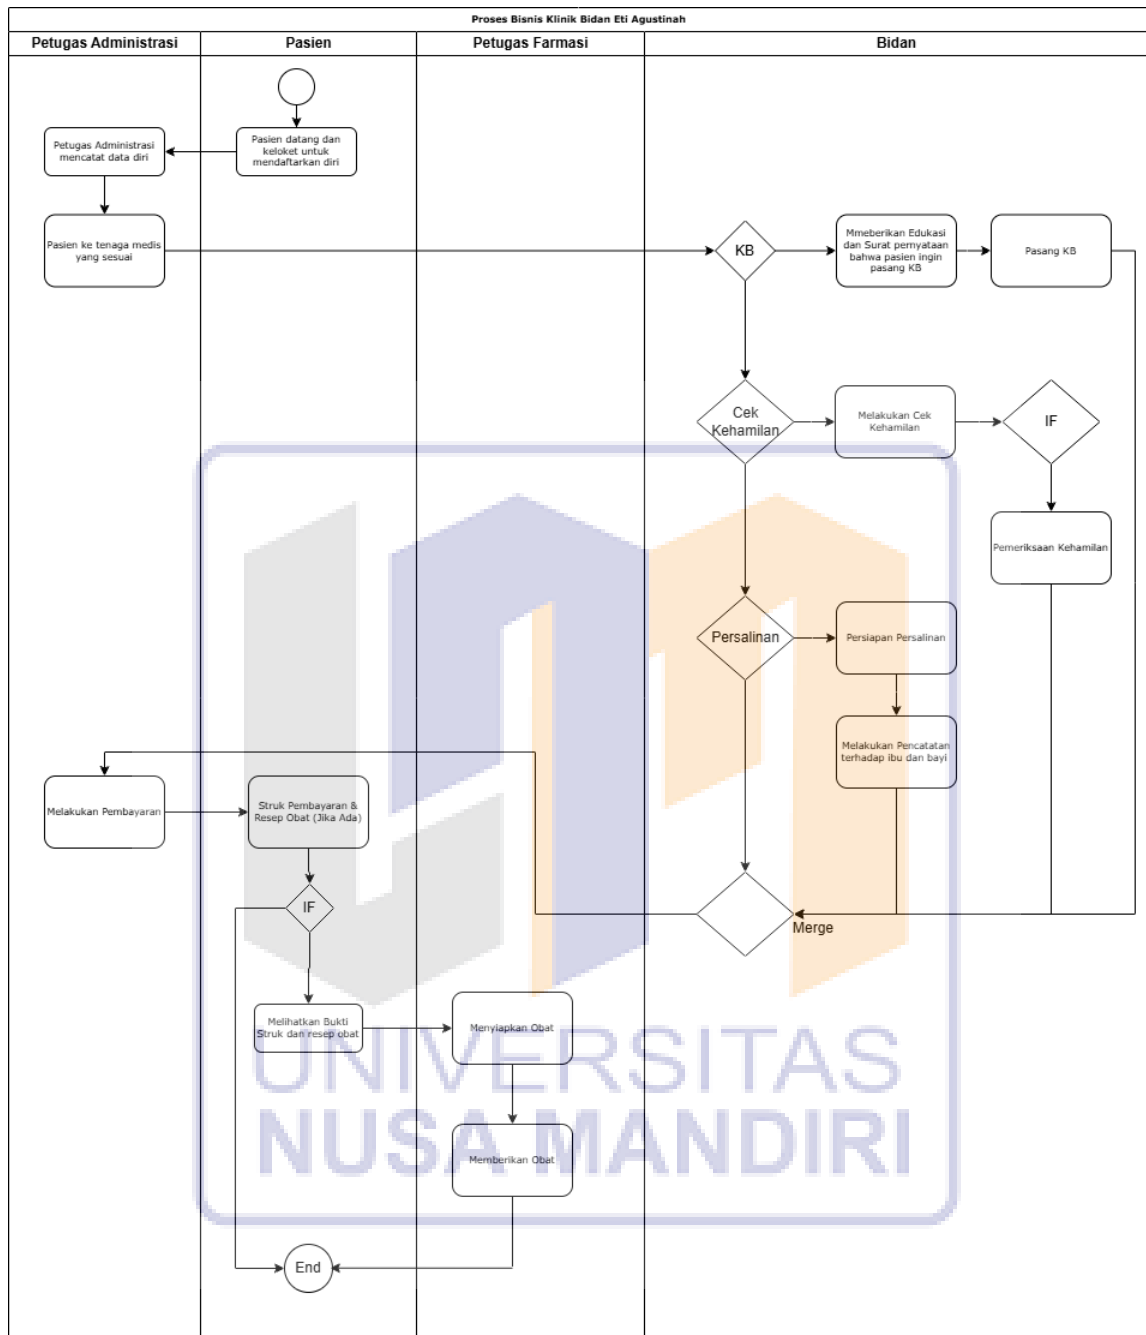 Proses Bisnis Klinik Bidan Eti Agustinah
Petugas Administrasi
Pasien
Petugas Farmasi
Bidan
Petugas Administrasi
mencatat data diri
Pasien datang dan
keloket untuk
mendaftarkan diri
Pasien ke tenaga medis
yang sesuai
KB
Mmeberikan Edukasi
dan Surat pernyataan
bahwa pasien ingin
pasang KB
Pasang KB
Cek
Kehamilan
Melakukan Cek
Kehamilan
IF
Pemeriksaan Kehamilan
Persalinan
Persiapan Persalinan
Melakukan Pencatatan
terhadap ibu dan bayi
Melakukan Pembayaran
Struk Pembayaran &
Resep Obat (Jika Ada)
IF
Merge
Melihatkan Bukti
Struk dan resep obat
Menyiapkan Obat
Memberikan Obat
End
UNIVERSITAS
NUSA MANDIRI